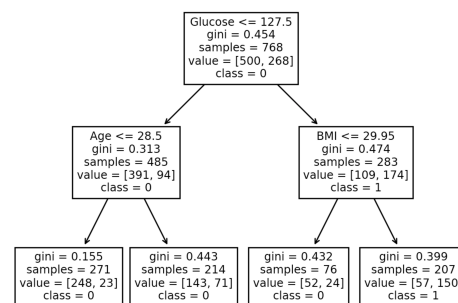 Glucose <= 127.5
gini = 0.454
samples = 768
value = [500, 268]
class = 0
Age <= 28.5
gini = 0.313
samples = 485
value = [391, 94]
class = 0
BMI <= 29.95
gini = 0.474
samples = 283
value = [109, 174]
class = 1
gini = 0.155
samples = 271
value = [248, 23]
class = 0
gini = 0.443
samples = 214
value = [143, 71]
class = 0
gini = 0.432
samples = 76
value = [52, 24]
class = 0
gini = 0.399
samples = 207
value = [57, 150
class = 1